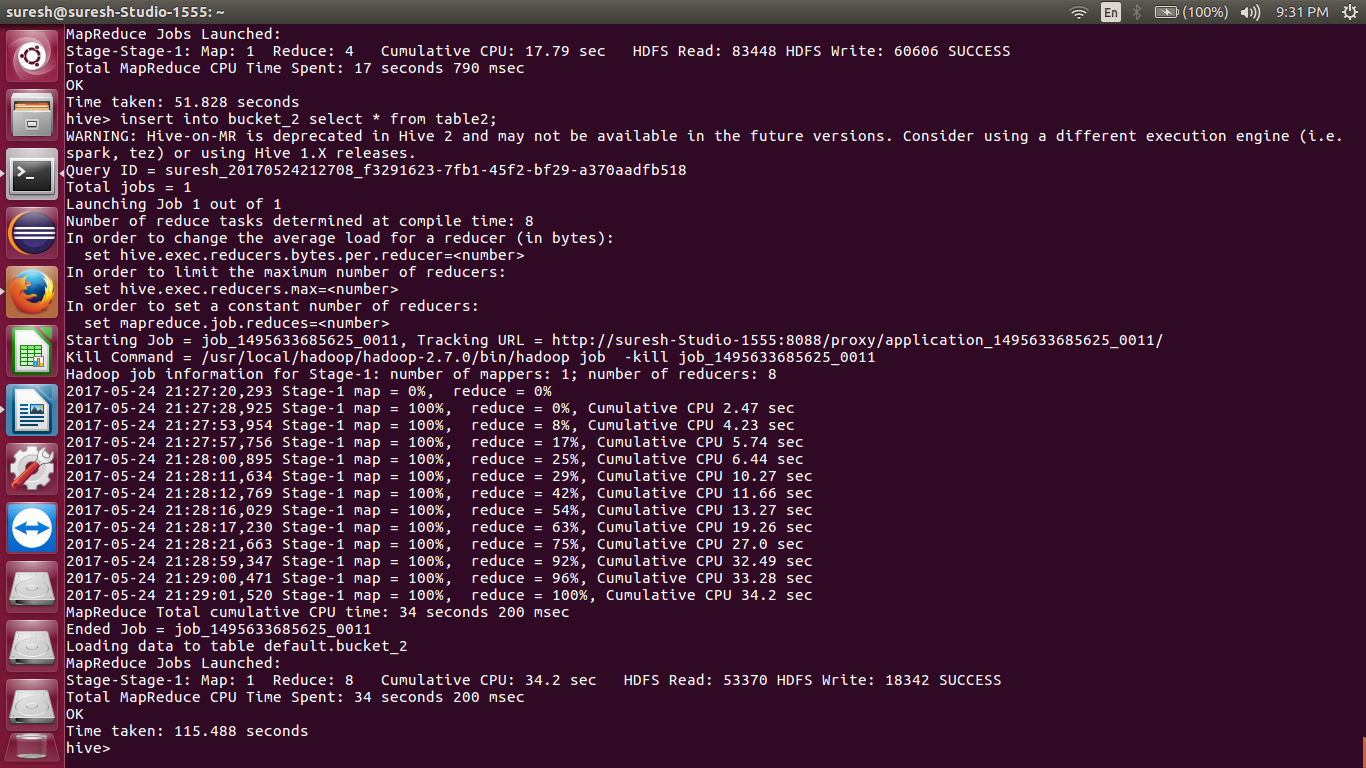 suresh@suresh-Studio-1555: ~
En
(100%)
9:31 PM
MapReduce Jobs Launched:
Stage-Stage-1: Map: 1  Reduce: 4   Cumulative CPU: 17.79 sec   HDFS Read: 83448 HDFS Write: 60606 SUCCESS
Total MapReduce CPU Time Spent: 17 seconds 790 msec
OK
Time taken: 51.828 seconds
hive> insert into bucket_2 select * from table2;
WARNING: Hive-on-MR is deprecated in Hive 2 and may not be available in the future versions. Consider using a different execution engine (i.e.
spark, tez) or using Hive 1.X releases.
Query ID = suresh_20170524212708_f3291623-7fb1-45f2-bf29-a370aadfb518
Total jobs = 1
Launching Job 1 out of 1
Number of reduce tasks determined at compile time: 8
In order to change the average load for a reducer (in bytes):
  set hive.exec.reducers.bytes.per.reducer=<number>
In order to limit the maximum number of reducers:
  set hive.exec.reducers.max=<number>
In order to set a constant number of reducers:
  set mapreduce.job.reduces=<number>
Starting Job = job_1495633685625_0011, Tracking URL = http://suresh-Studio-1555:8088/proxy/application_1495633685625_0011/
Kill Command = /usr/local/hadoop/hadoop-2.7.0/bin/hadoop job  -kill job_1495633685625_0011
Hadoop job information for Stage-1: number of mappers: 1; number of reducers: 8
2017-05-24 21:27:20,293 Stage-1 map = 0%,  reduce = 0%
2017-05-24 21:27:28,925 Stage-1 map = 100%,  reduce = 0%, Cumulative CPU 2.47 sec
2017-05-24 21:27:53,954 Stage-1 map = 100%,  reduce = 8%, Cumulative CPU 4.23 sec
2017-05-24 21:27:57,756 Stage-1 map = 100%,  reduce = 17%, Cumulative CPU 5.74 sec
2017-05-24 21:28:00,895 Stage-1 map = 100%,  reduce = 25%, Cumulative CPU 6.44 sec
2017-05-24 21:28:11,634 Stage-1 map = 100%,  reduce = 29%, Cumulative CPU 10.27 sec
2017-05-24 21:28:12,769 Stage-1 map = 100%,  reduce = 42%, Cumulative CPU 11.66 sec
2017-05-24 21:28:16,029 Stage-1 map = 100%,  reduce = 54%, Cumulative CPU 13.27 sec
2017-05-24 21:28:17,230 Stage-1 map = 100%,  reduce = 63%, Cumulative CPU 19.26 sec
2017-05-24 21:28:21,663 Stage-1 map = 100%,  reduce = 75%, Cumulative CPU 27.0 sec
2017-05-24 21:28:59,347 Stage-1 map = 100%,  reduce = 92%, Cumulative CPU 32.49 sec
2017-05-24 21:29:00,471 Stage-1 map = 100%,  reduce = 96%, Cumulative CPU 33.28 sec
2017-05-24 21:29:01,520 Stage-1 map = 100%,  reduce = 100%, Cumulative CPU 34.2 sec
MapReduce Total cumulative CPU time: 34 seconds 200 msec
Ended Job = job_1495633685625_0011
Loading data to table default.bucket_2
MapReduce Jobs Launched:
Stage-Stage-1: Map: 1  Reduce: 8   Cumulative CPU: 34.2 sec   HDFS Read: 53370 HDFS Write: 18342 SUCCESS
Total MapReduce CPU Time Spent: 34 seconds 200 msec
OK
Time taken: 115.488 seconds
hive>